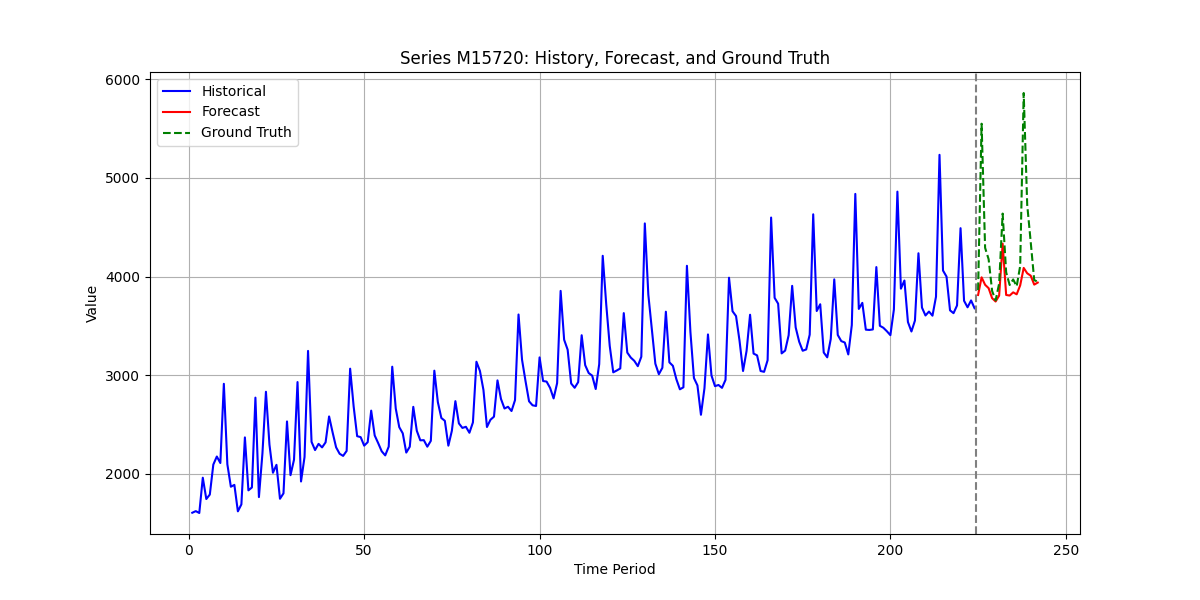 Series M15720: History, Forecast, and Ground Truth
Historical
Forecast
Ground Truth
6000
5000
4000
3000
2000
Value
0
50
100
150
200
250
Time Period